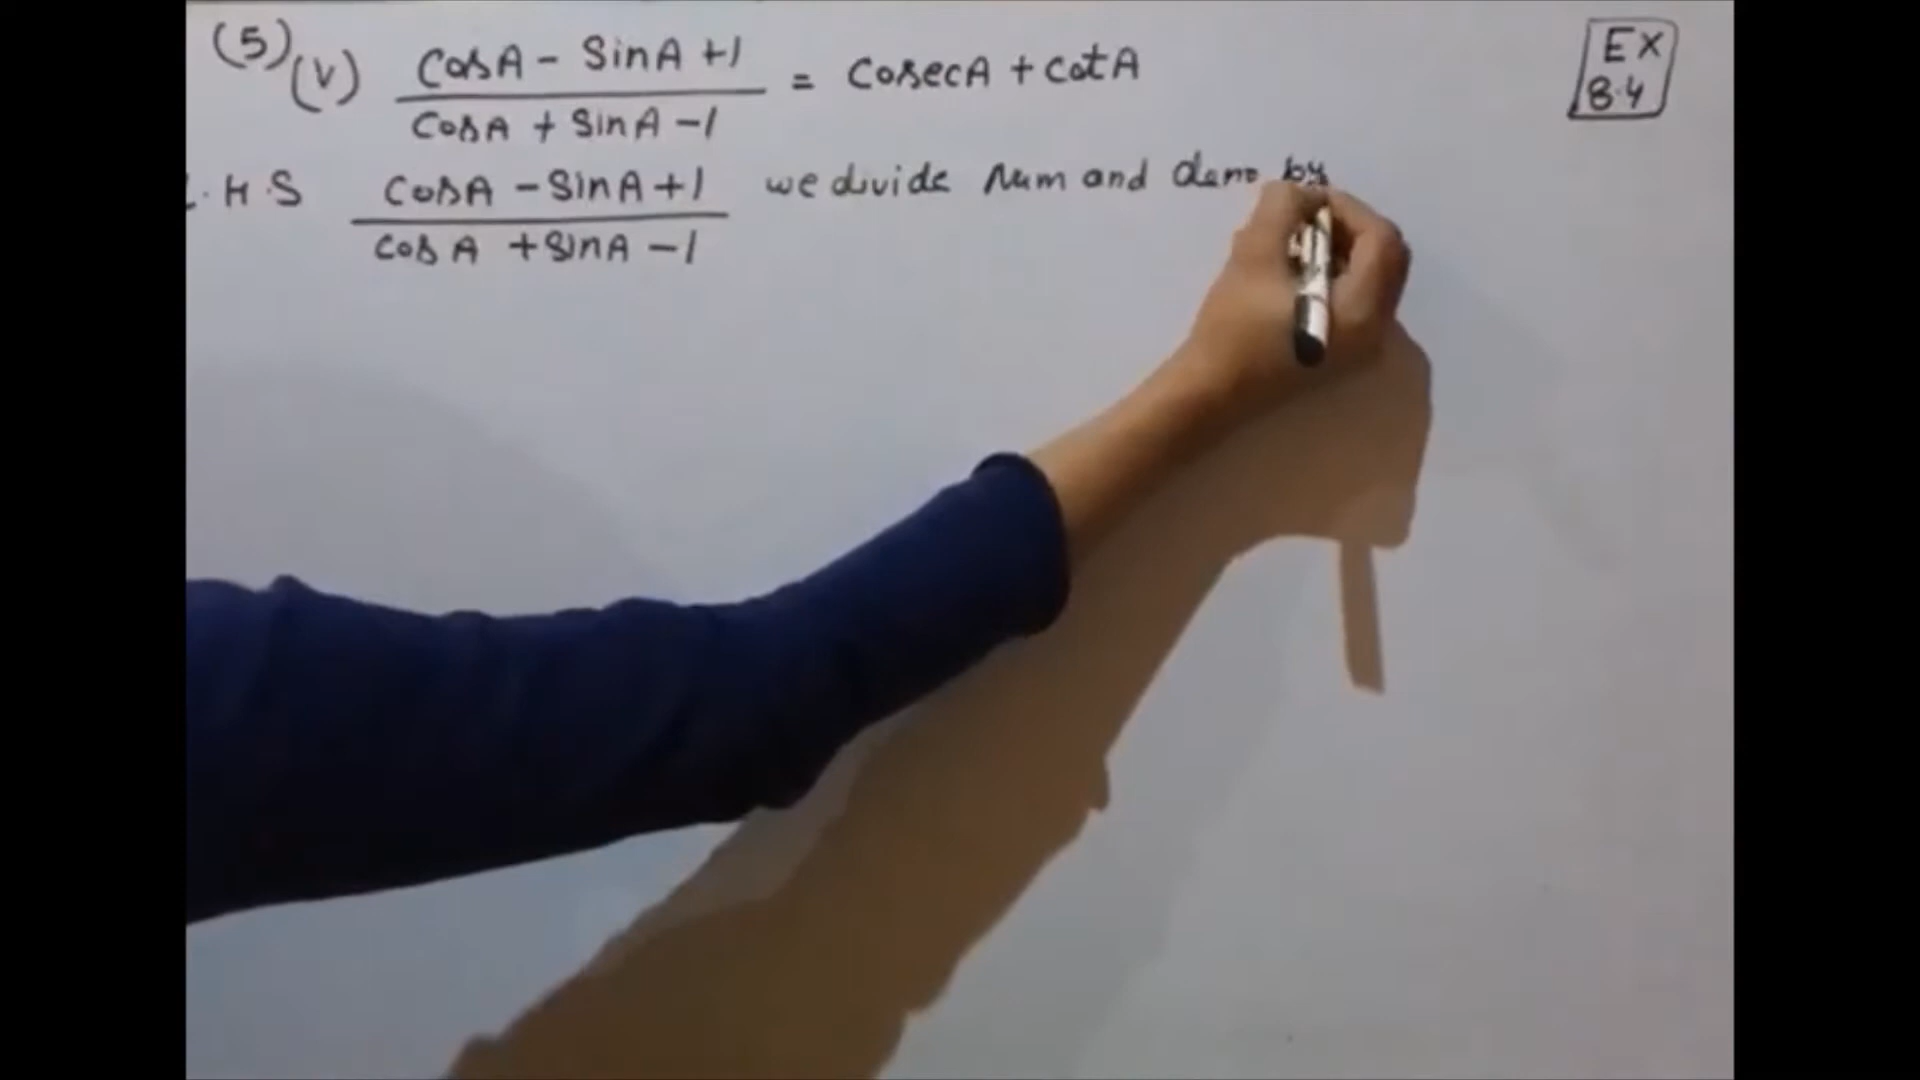 (5) (v) CosA - SinA + 1 / CosA + SinA - 1 = CosecA + cotA
EX 8.4
L.H.S CosA - SinA + 1 / CosA + SinA - 1 we divide Num and deno by